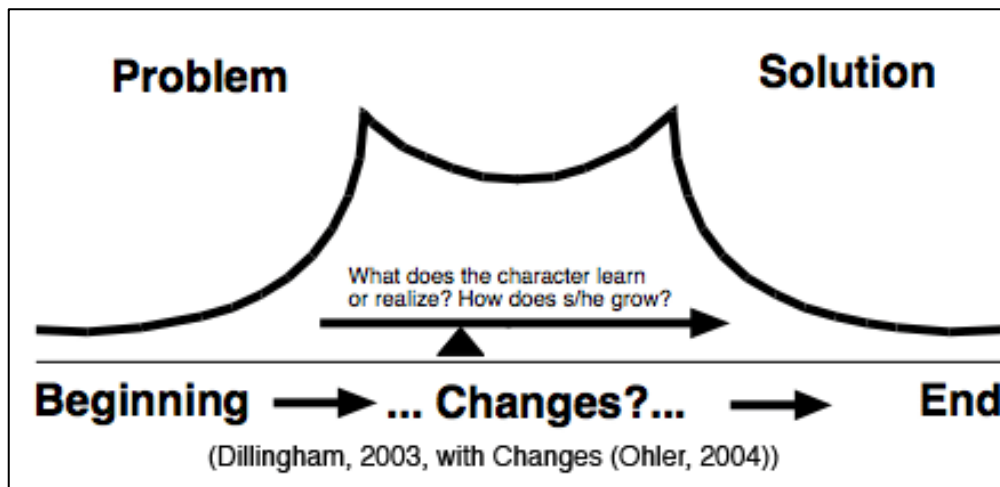 Problem
Solution
What does the character learn
or realize? How does s/he grow?
Beginning ... Changes?... End
(Dillingham, 2003, with Changes (Ohler, 2004))